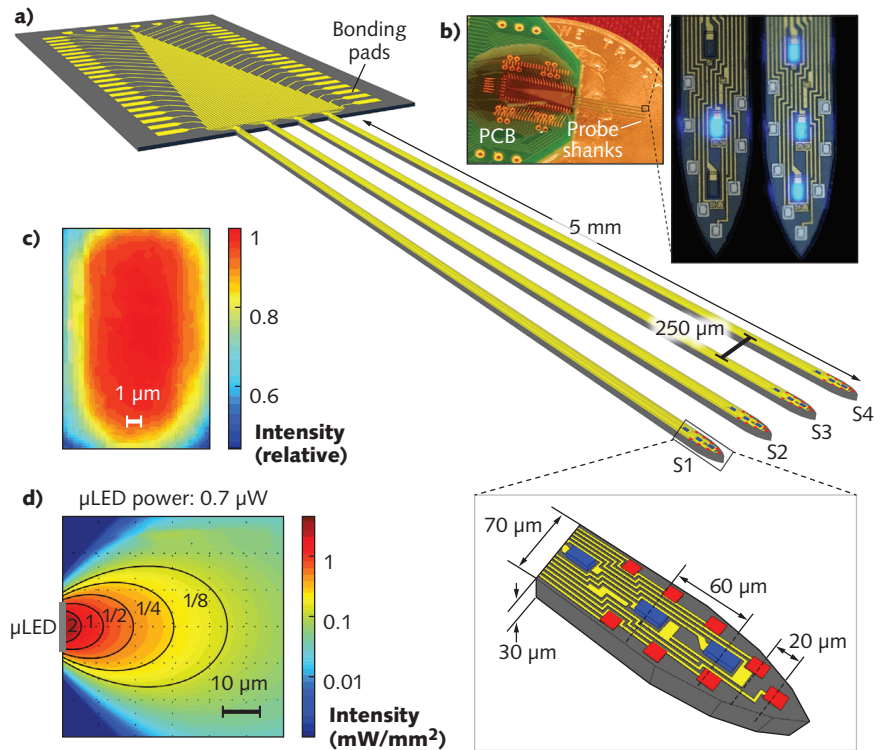 a)
Bonding
pads
b)
WE TRUST
PCB
Probe
shanks
5 mm
c)
1
0.8
0.6
1 μm
Intensity
(relative)
250 μm
S1
S2
S3
S4
d)
μLED power: 0.7 μW
μLED
2
1
1/2
1/4
1/8
10 μm
1
0.1
0.01
Intensity
(mW/mm²)
70 μm
60 μm
20 μm
30 μm